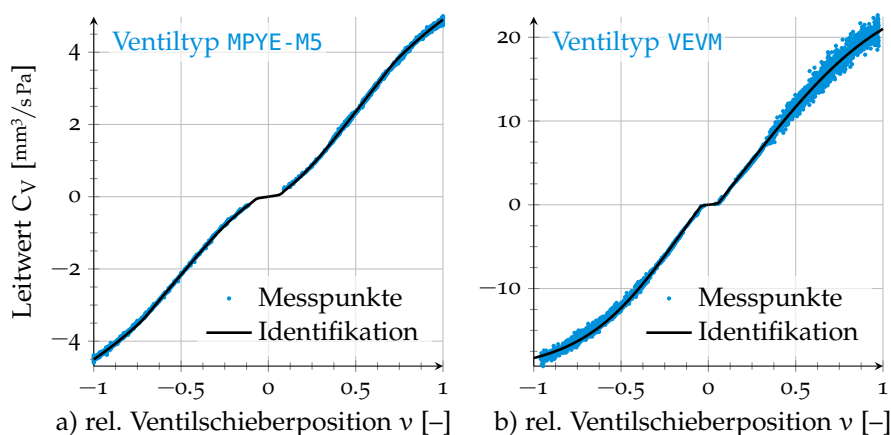 Leitwert C_V [mm³/s Pa]
4
2
0
−2
−4
Ventiltyp MPYE-M5
Messpunkte
Identifikation
−1 −0.5 0 0.5 1
a) rel. Ventilschieberposition ν [–]
20
10
0
−10
Ventiltyp VEVM
Messpunkte
Identifikation
−1 −0.5 0 0.5 1
b) rel. Ventilschieberposition ν [–]